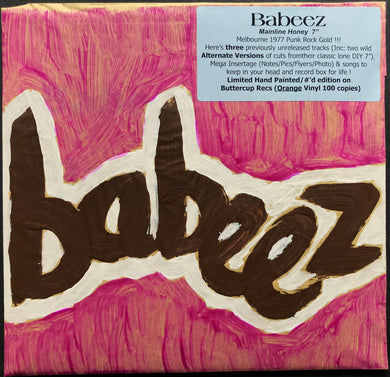 Babeez
Mainline Honey 7"
Melbourne 1977 Punk Rock Gold !!!
Here's three previously unreleased tracks (Inc: two wild
Alternate Versions of cuts fromtheir classic lone DIY 7").
Mega Insertage (Notes/Pics/Flyers/Photo) & songs to
keep in your head and record box for life !
Limited Hand Painted/#'d edition on
Buttercup Recs (Orange Vinyl 100 copies)
babeez